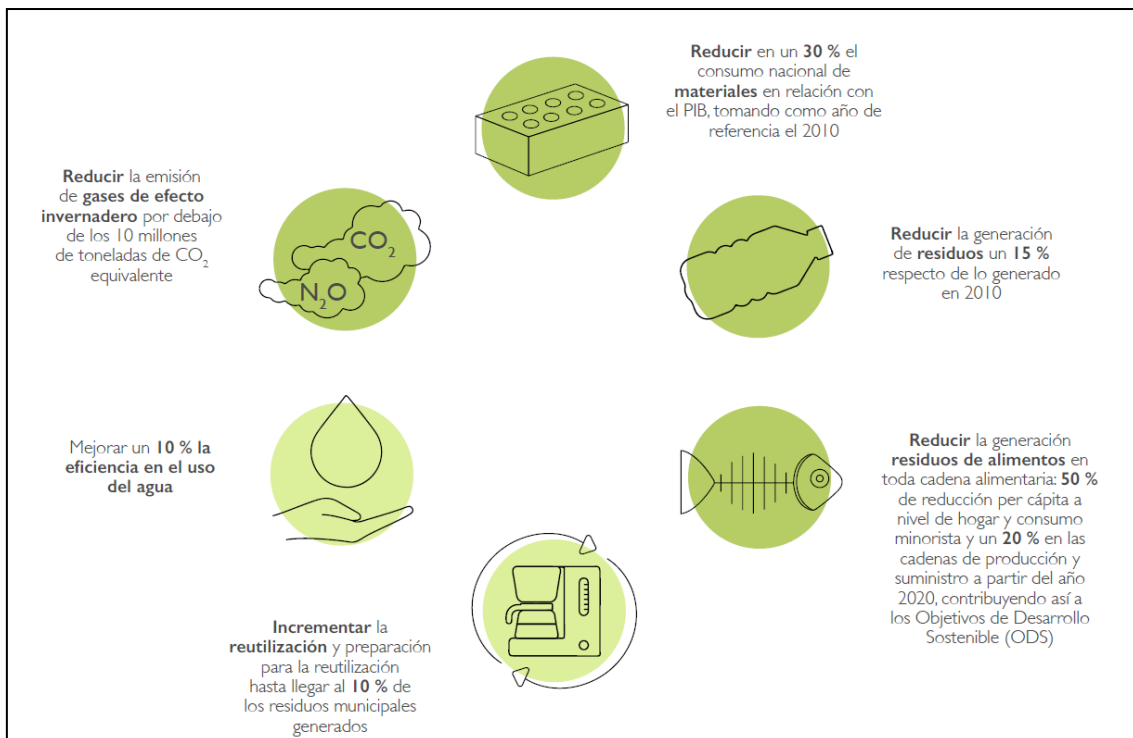 Reducir en un 30 % el
consumo nacional de
materiales en relación con
el PIB, tomando como año de
referencia el 2010
Reducir la emisión
de gases de efecto
invernadero por debajo
de los 10 millones
de toneladas de CO₂
equivalente
CO₂
N₂O
Reducir la generación
de residuos un 15 %
respecto de lo generado
en 2010
Mejorar un 10 % la
eficiencia en el uso
del agua
Reducir la generación
residuos de alimentos en
toda cadena alimentaria: 50 %
de reducción per cápita a
nivel de hogar y consumo
minorista y un 20 % en las
cadenas de producción y
suministro a partir del año
2020, contribuyendo así a
los Objetivos de Desarrollo
Sostenible (ODS)
Incrementar la
reutilización y preparación
para la reutilización
hasta llegar al 10 % de
los residuos municipales
generados